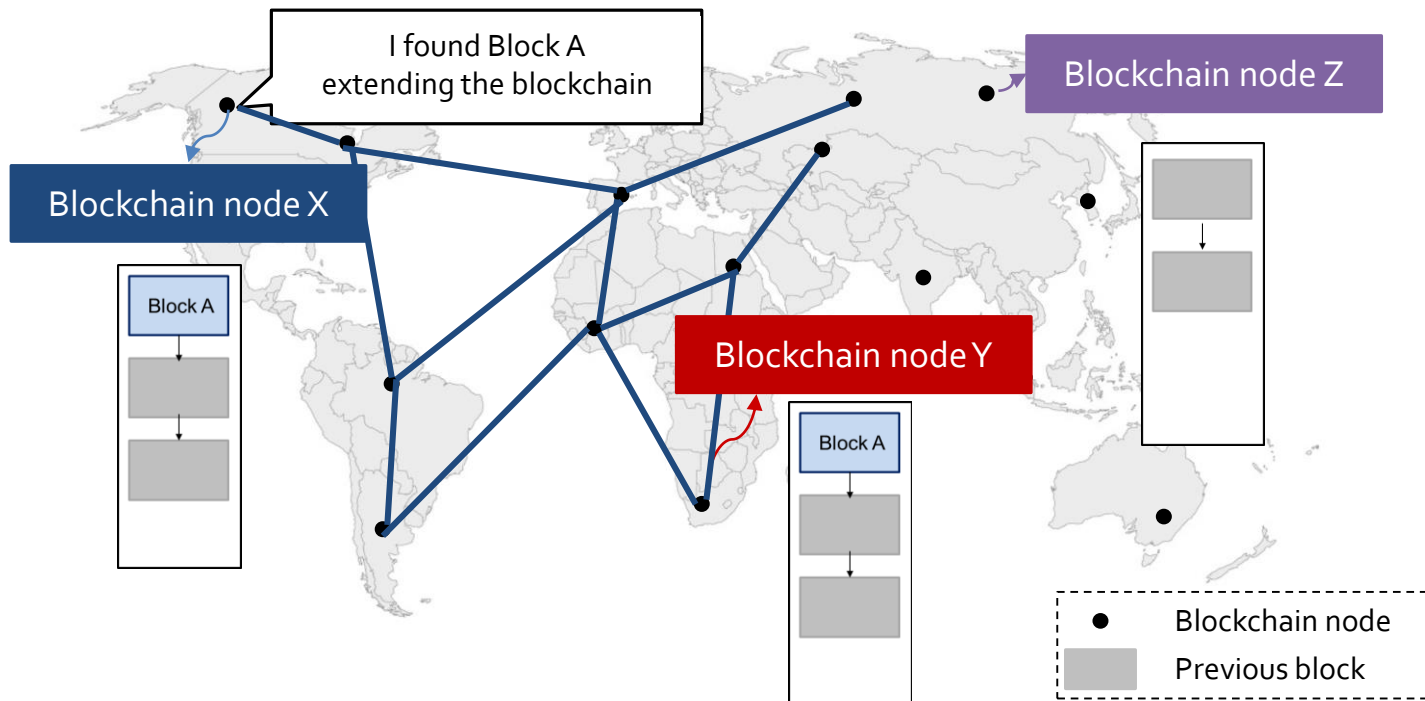 I found Block A
extending the blockchain
Blockchain node Z
Blockchain node X
Block A
Blockchain node Y
Block A
Blockchain node
Previous block